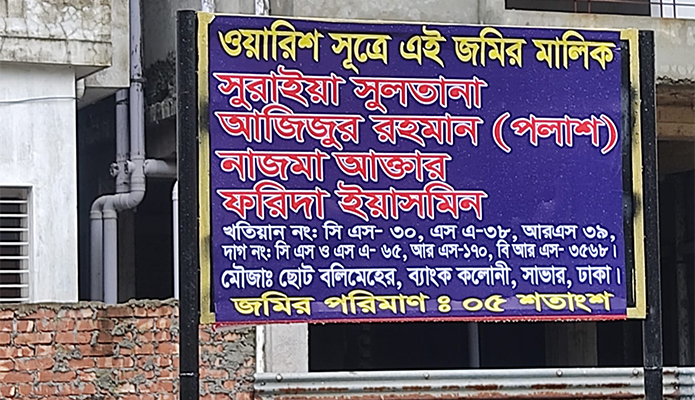 ওয়ারিশ সূত্রে এই জমির মালিক
সুরাইয়া সুলতানা
আজিজুর রহমান (পলাশ)
নাজমা আক্তার
ফরিদা ইয়াসমিন
খতিয়ান নং: সি এস- ৩০, এস এ-৩৮, আরএস ৩৯,
দাগ নং: সি এস ও এস এ- ৬৫, আর এস-১৭০, বি আর এস- ৩৫৬৮।
মৌজাঃ ছোট বলিমেহের, ব্যাংক কলোনী, সাভার, ঢাকা।
জমির পরিমাণ ঃ ০৫ শতাংশ